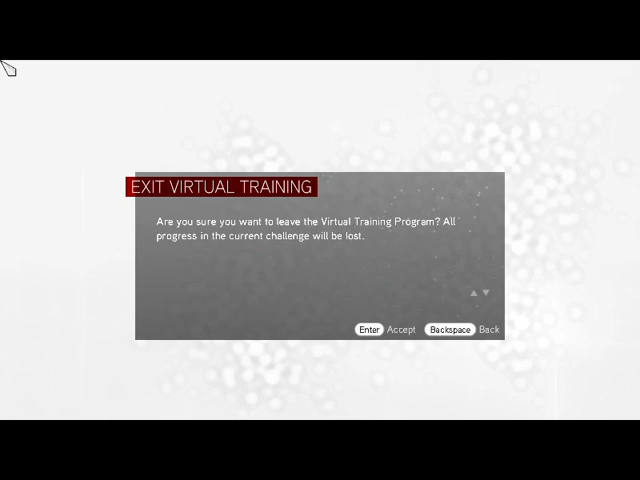 EXIT VIRTUAL TRAINING
Are you sure you want to leave the Virtual Training Program? All
progress in the current challenge will be lost.
Enter Accept Backspace Back